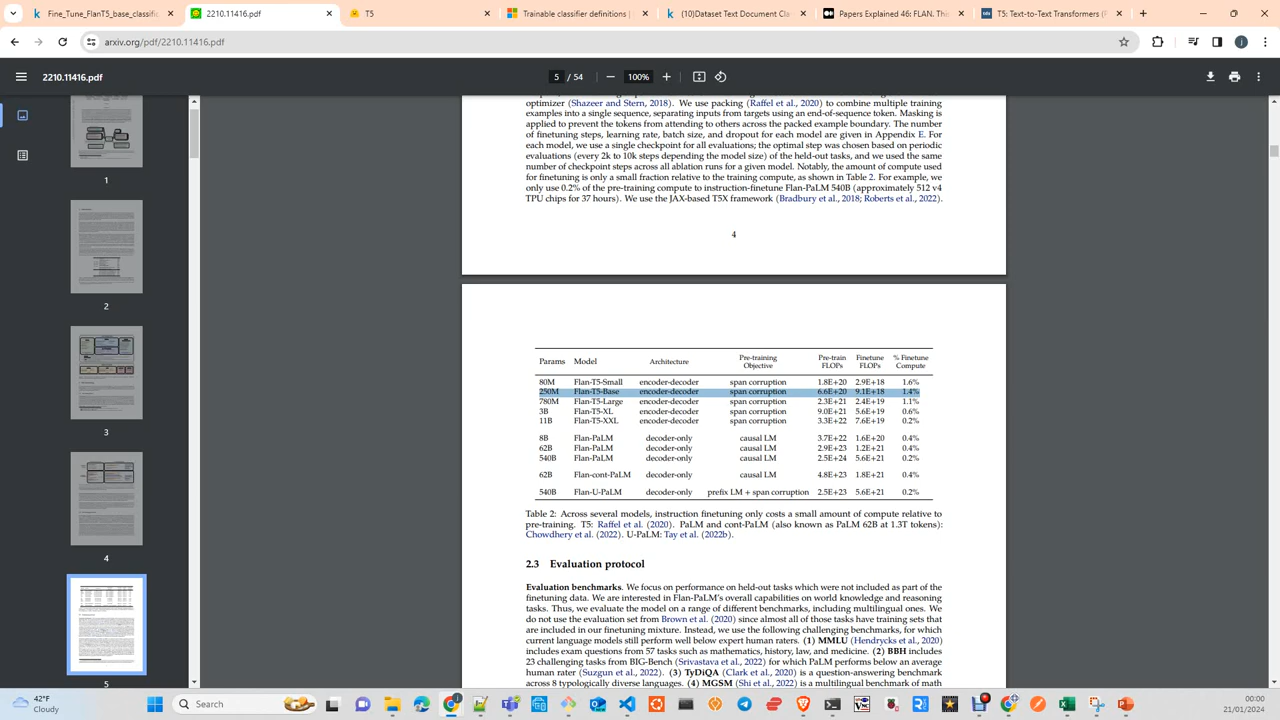 Fine_Tune_FlanT5_base_classific
2210.11416.pdf
T5
Trainable classifier definitions |
(10)Dataset Text Document Clas
Papers Explained 46: FLAN. This
T5: Text-to-Text Transformers (P
arxiv.org/pdf/2210.11416.pdf
2210.11416.pdf
5 / 54
100%
1
2
3
4
5
optimizer (Shazeer and Stern, 2018). We use packing (Raffel et al., 2020) to combine multiple training
examples into a single sequence, separating inputs from targets using an end-of-sequence token. Masking is
applied to prevent the tokens from attending to others across the packed example boundary. The number
of finetuning steps, learning rate, batch size, and dropout for each model are given in Appendix E. For
each model, we use a single checkpoint for all evaluations; the optimal step was chosen based on periodic
evaluations (every 2k to 10k steps depending the model size) of the held-out tasks, and we used the same
number of checkpoint steps across all ablation runs for a given model. Notably, the amount of compute used
for finetuning is only a small fraction relative to the training compute, as shown in Table 2. For example, we
only use 0.2% of the pre-training compute to instruction-finetune Flan-PaLM 540B (approximately 512 v4
TPU chips for 37 hours). We use the JAX-based T5X framework (Bradbury et al., 2018; Roberts et al., 2022).
4
Params Model Architecture Pre-training Objective Pre-train FLOPs Finetune FLOPs % Finetune Compute
80M Flan-T5-Small encoder-decoder span corruption 1.8E+20 2.9E+18 1.6%
250M Flan-T5-Base encoder-decoder span corruption 6.6E+20 9.1E+18 1.4%
780M Flan-T5-Large encoder-decoder span corruption 2.3E+21 2.4E+19 1.1%
3B Flan-T5-XL encoder-decoder span corruption 9.0E+21 5.6E+19 0.6%
11B Flan-T5-XXL encoder-decoder span corruption 3.3E+22 7.6E+19 0.2%
8B Flan-PaLM decoder-only causal LM 3.7E+22 1.6E+20 0.4%
62B Flan-PaLM decoder-only causal LM 2.9E+23 1.2E+21 0.4%
540B Flan-PaLM decoder-only causal LM 2.5E+24 5.6E+21 0.2%
62B Flan-cont-PaLM decoder-only causal LM 4.8E+23 1.8E+21 0.4%
540B Flan-U-PaLM decoder-only prefix LM + span corruption 2.5E+23 5.6E+21 0.2%
Table 2: Across several models, instruction finetuning only costs a small amount of compute relative to
pre-training. T5: Raffel et al. (2020). PaLM and cont-PaLM (also known as PaLM 62B at 1.3T tokens):
Chowdhery et al. (2022). U-PaLM: Tay et al. (2022b).
2.3 Evaluation protocol
Evaluation benchmarks. We focus on performance on held-out tasks which were not included as part of the
finetuning data. We are interested in Flan-PaLM's overall capabilities on world knowledge and reasoning
tasks. Thus, we evaluate the model on a range of different benchmarks, including multilingual ones. We
do not use the evaluation set from Brown et al. (2020) since almost all of those tasks have training sets that
are included in our finetuning mixture. Instead, we use the following challenging benchmarks, for which
current language models still perform well below expert human raters. (1) MMLU (Hendrycks et al., 2020)
includes exam questions from 57 tasks such as mathematics, history, law, and medicine. (2) BBH includes
23 challenging tasks from BIG-Bench (Srivastava et al., 2022) for which PaLM performs below an average
human rater (Suzgun et al., 2022). (3) TyDiQA (Clark et al., 2020) is a question-answering benchmark
across 8 typologically diverse languages. (4) MGSM (Shi et al., 2022) is a multilingual benchmark of math
42°F
Cloudy
Search
00:00
21/01/2024